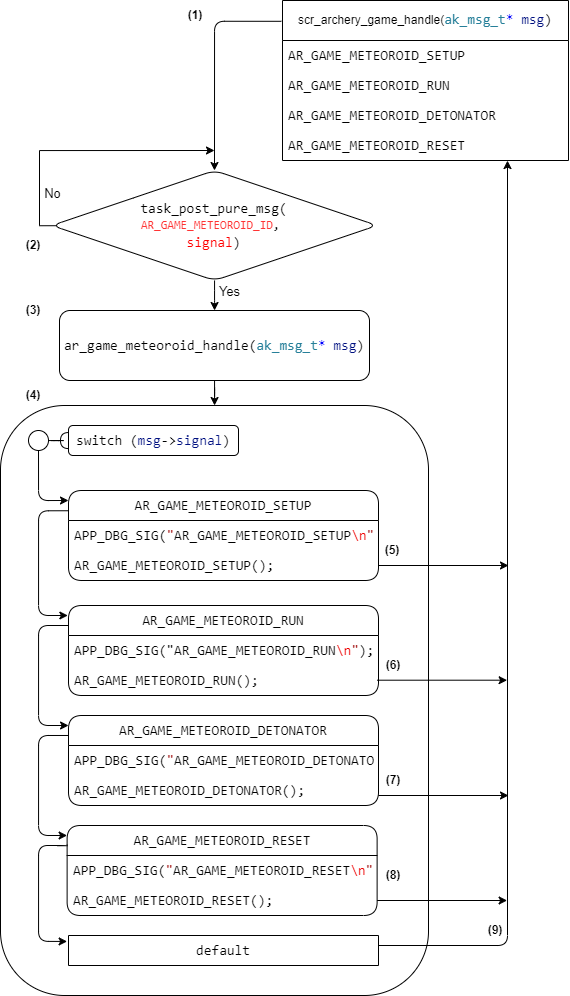 (1)
scr_archery_game_handle(ak_msg_t* msg)
AR_GAME_METEOROID_SETUP
AR_GAME_METEOROID_RUN
AR_GAME_METEOROID_DETONATOR
AR_GAME_METEOROID_RESET
No
task_post_pure_msg(
AR_GAME_METEOROID_ID,
signal)
(2)
Yes
(3)
ar_game_meteoroid_handle(ak_msg_t* msg)
(4)
switch (msg->signal)
AR_GAME_METEOROID_SETUP
APP_DBG_SIG("AR_GAME_METEOROID_SETUP\n"
AR_GAME_METEOROID_SETUP();
(5)
AR_GAME_METEOROID_RUN
APP_DBG_SIG("AR_GAME_METEOROID_RUN\n");
AR_GAME_METEOROID_RUN();
(6)
AR_GAME_METEOROID_DETONATOR
APP_DBG_SIG("AR_GAME_METEOROID_DETONATO
AR_GAME_METEOROID_DETONATOR();
(7)
AR_GAME_METEOROID_RESET
APP_DBG_SIG("AR_GAME_METEOROID_RESET\n"
AR_GAME_METEOROID_RESET();
(8)
default
(9)